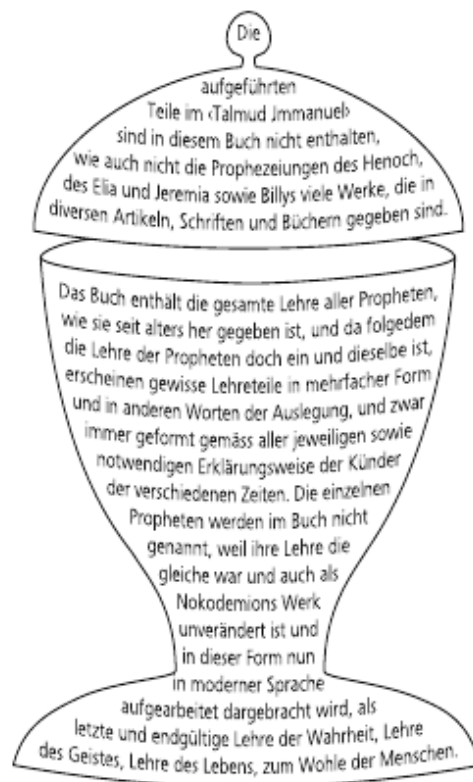 Die
aufgeführten
Teile im ‹Talmud Jmmanuel›
sind in diesem Buch nicht enthalten,
wie auch nicht die Prophezeiungen des Henoch,
des Elia und Jeremia sowie Billys viele Werke, die in
diversen Artikeln, Schriften und Büchern gegeben sind.
Das Buch enthält die gesamte Lehre aller Propheten,
wie sie seit alters her gegeben ist, und da folgedem
die Lehre der Propheten doch ein und dieselbe ist,
erscheinen gewisse Lehreteile in mehrfacher Form
und in anderen Worten der Auslegung, und zwar
immer geformt gemäss aller jeweiligen sowie
notwendigen Erklärungsweise der Künder
der verschiedenen Zeiten. Die einzelnen
Propheten werden im Buch nicht
genannt, weil ihre Lehre die
gleiche war und auch als
Nokodemions Werk
unverändert ist und
in dieser Form nun
in moderner Sprache
aufgearbeitet dargebracht wird, als
letzte und endgültige Lehre der Wahrheit, Lehre
des Geistes, Lehre des Lebens, zum Wohle der Menschen.